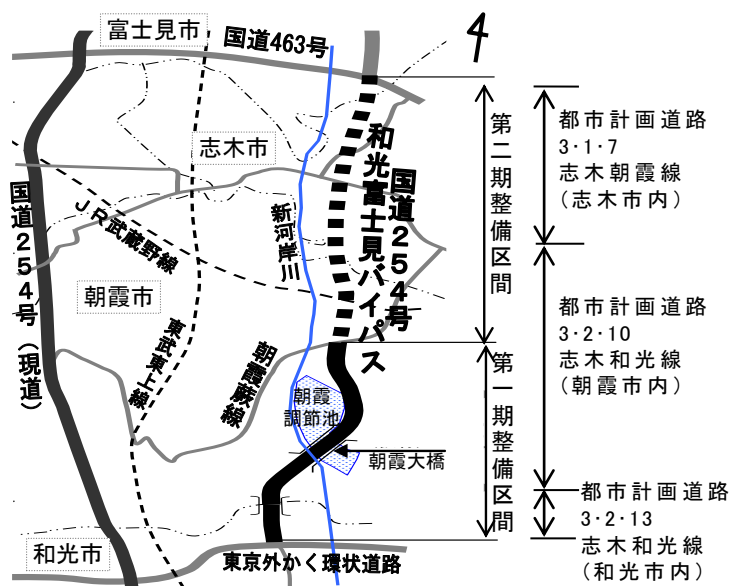 富士見市
国道463号
4
志木市
国道254号
和光富士見バイパス
新河岸川
国道254号（現道）
JR武蔵野線
朝霞市
東武東上線
朝霞蕨線
朝霞
調節池
朝霞大橋
和光市
東京外かく環状道路
第二期整備区間
第一期整備区間
都市計画道路
3･1･7
志木朝霞線
(志木市内)
都市計画道路
3･2･10
志木和光線
(朝霞市内)
都市計画道路
3･2･13
志木和光線
(和光市内)